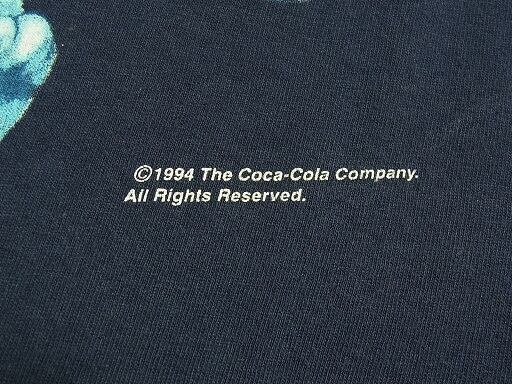 ©1994 The Coca-Cola Company.
All Rights Reserved.